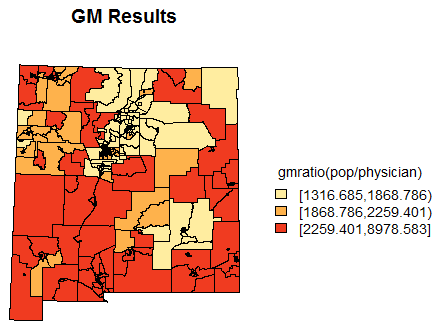 GM Results
gmratio(pop/physician)
[1316.685,1868.786)
[1868.786,2259.401)
[2259.401,8978.583]